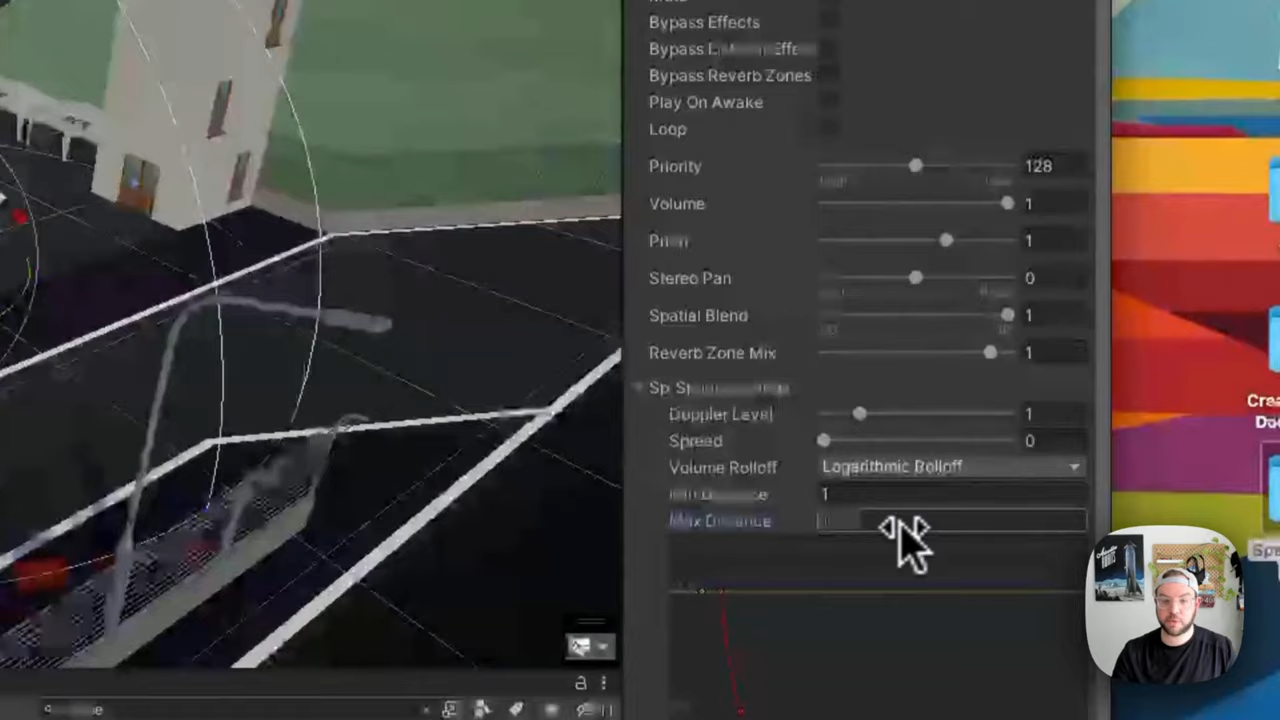 Bypass Effects
Bypass
Bypass Reverb Zones
Play On Awake
Loop
Priority 128
Volume 1
1
Stereo Pan 0
Spatial Blend 1
Reverb Zone Mix 1
Doppler Level 1
Spread 0
Volume Rolloff Logarithmic Rolloff
1
Max Distance